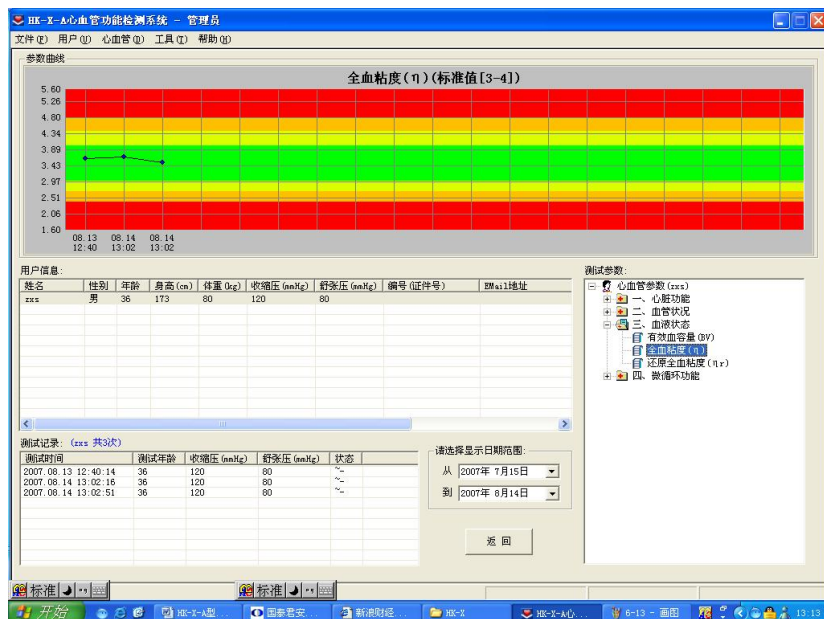 HK-X-A心血管功能检测系统 - 管理员
文件(F) 用户(U) 心血管(D) 工具(T) 帮助(H)
参数曲线
全血粘度(η)(标准值[3-4])
5.60
5.26
4.80
4.34
3.89
3.43
2.97
2.51
2.06
1.60
08.13 08.14 08.14
12:40 13:02 13:02
用户信息:
姓名 性别 年龄 身高(cm) 体重(kg) 收缩压(mmHg) 舒张压(mmHg) 编号(证件号) EMail地址
zxs 男 36 173 80 120 80
测试参数:
心血管参数(zxs)
一、心脏功能
二、血管状况
三、血液状态
有效血容量(BV)
全血粘度(η)
还原全血粘度(ηr)
四、微循环功能
测试记录: (zxs 共3次)
测试时间 测试年龄 收缩压(mmHg) 舒张压(mmHg) 状态
2007.08.13 12:40:14 36 120 80 ~-
2007.08.14 13:02:16 36 120 80 ~-
2007.08.14 13:02:51 36 120 80 ~-
请选择显示日期范围:
从 2007年 7月15日
到 2007年 8月14日
返 回
标准 标准
开始 HK-X-A型... 国泰君安... 新浪财经... HK-X HK-X-A心... 6-13 - 画图 13:13